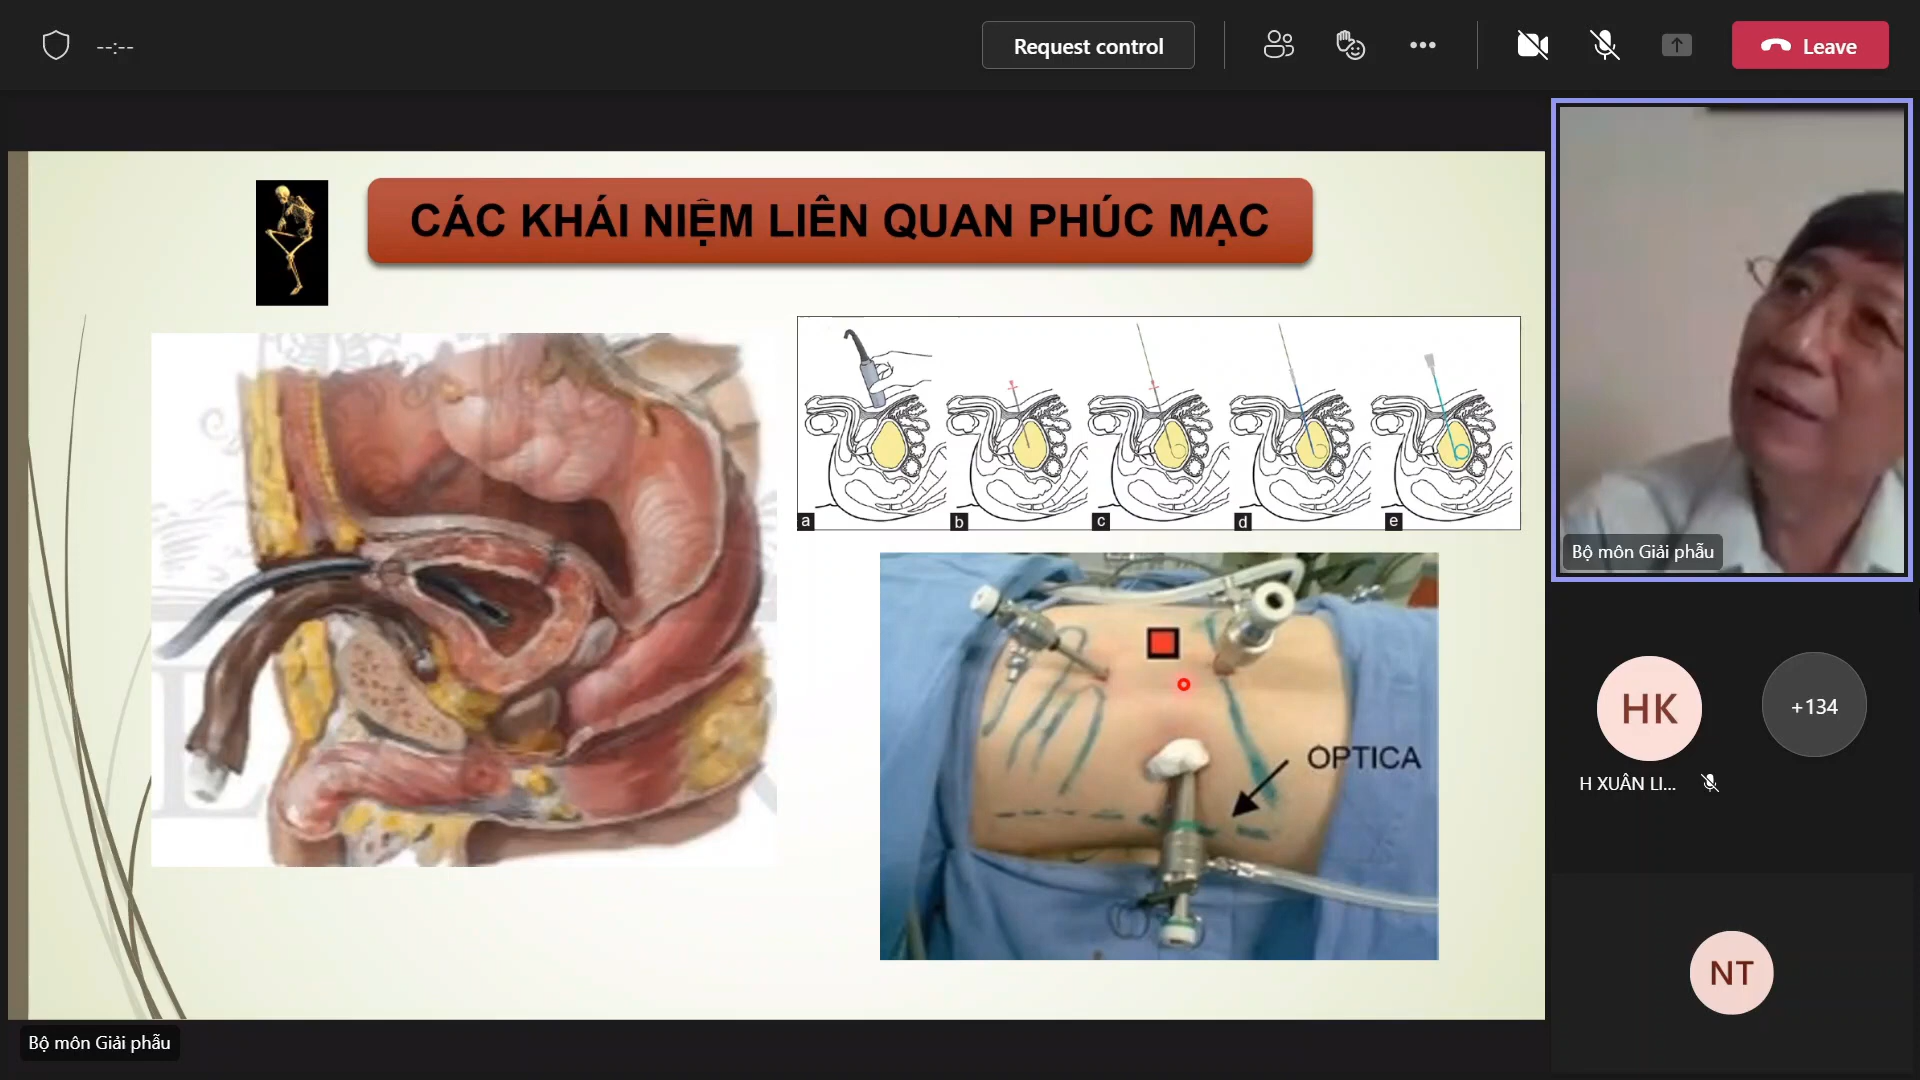 --:--
Request control
Leave
CÁC KHÁI NIỆM LIÊN QUAN PHÚC MẠC
a
b
c
d
e
OPTICA
Bộ môn Giải phẫu
HK
+134
H XUÂN LI...
NT
Bộ môn Giải phẫu